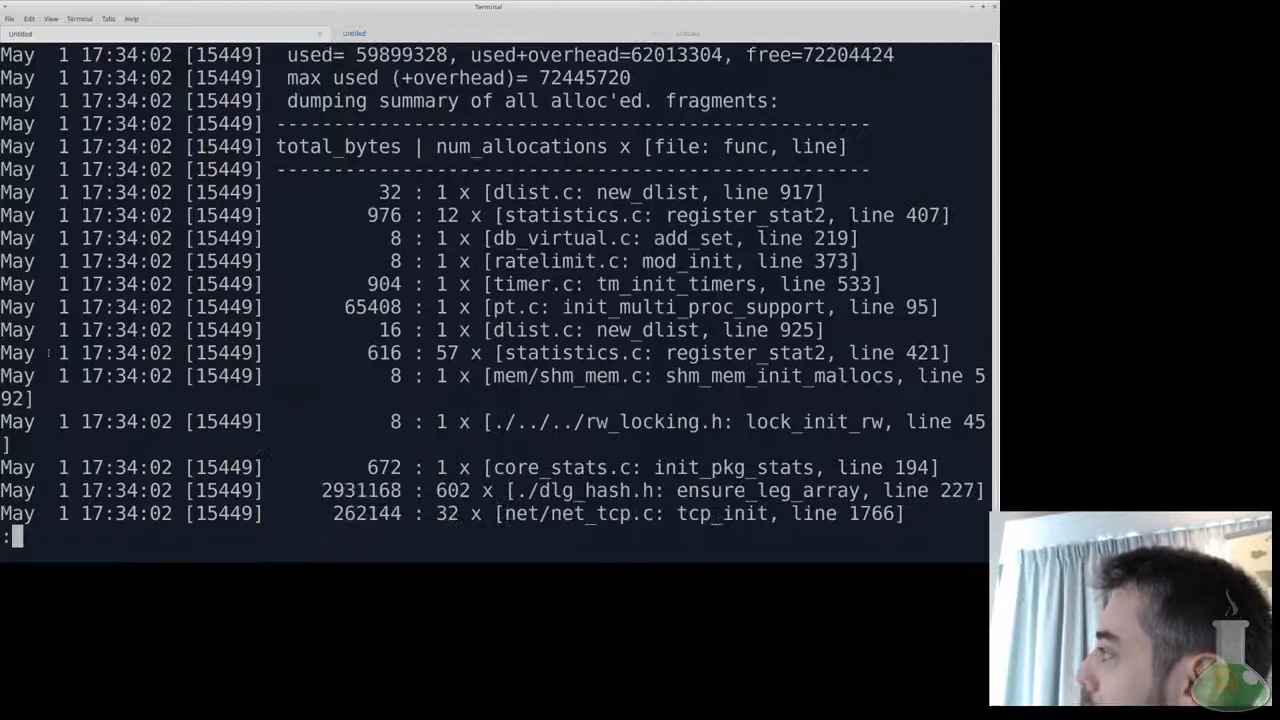 Terminal
File Edit View Terminal Tabs Help
Untitled
Untitled
Untitled
May  1 17:34:02 [15449]  used= 59899328, used+overhead=62013304, free=72204424
May  1 17:34:02 [15449]  max used (+overhead)= 72445720
May  1 17:34:02 [15449]  dumping summary of all alloc'ed. fragments:
May  1 17:34:02 [15449] ----------------------------------------------------
May  1 17:34:02 [15449] total_bytes | num_allocations x [file: func, line]
May  1 17:34:02 [15449] ----------------------------------------------------
May  1 17:34:02 [15449]          32 : 1 x [dlist.c: new_dlist, line 917]
May  1 17:34:02 [15449]         976 : 12 x [statistics.c: register_stat2, line 407]
May  1 17:34:02 [15449]           8 : 1 x [db_virtual.c: add_set, line 219]
May  1 17:34:02 [15449]           8 : 1 x [ratelimit.c: mod_init, line 373]
May  1 17:34:02 [15449]         904 : 1 x [timer.c: tm_init_timers, line 533]
May  1 17:34:02 [15449]       65408 : 1 x [pt.c: init_multi_proc_support, line 95]
May  1 17:34:02 [15449]          16 : 1 x [dlist.c: new_dlist, line 925]
May  1 17:34:02 [15449]         616 : 57 x [statistics.c: register_stat2, line 421]
May  1 17:34:02 [15449]           8 : 1 x [mem/shm_mem.c: shm_mem_init_mallocs, line 5
92]
May  1 17:34:02 [15449]           8 : 1 x [./../../rw_locking.h: lock_init_rw, line 45
]
May  1 17:34:02 [15449]         672 : 1 x [core_stats.c: init_pkg_stats, line 194]
May  1 17:34:02 [15449]     2931168 : 602 x [./dlg_hash.h: ensure_leg_array, line 227]
May  1 17:34:02 [15449]      262144 : 32 x [net/net_tcp.c: tcp_init, line 1766]
: